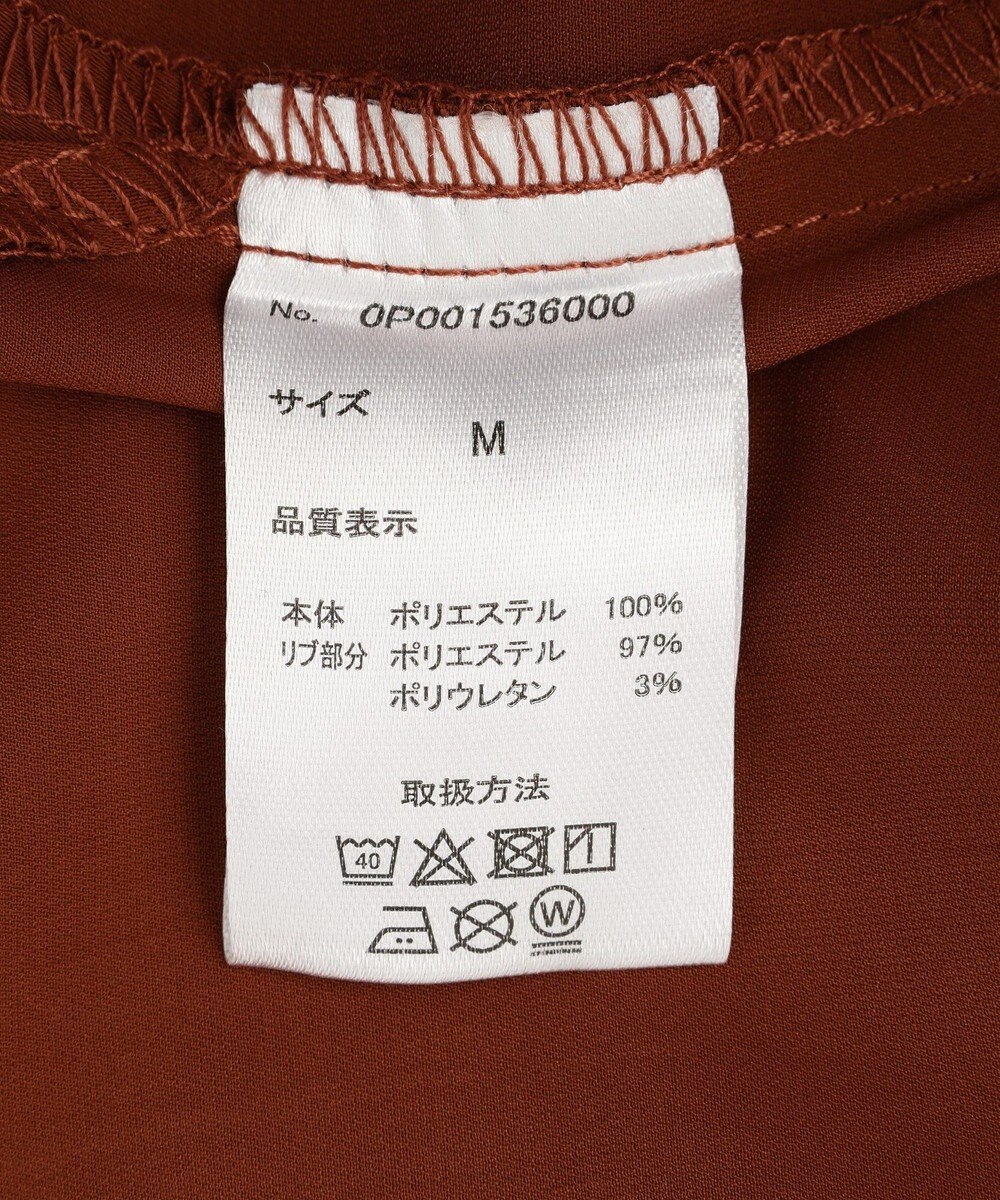 No. 0P001536000
サイズ
M
品質表示
本体 ポリエステル 100%
リブ部分 ポリエステル 97%
ポリウレタン 3%
取扱方法
40
W